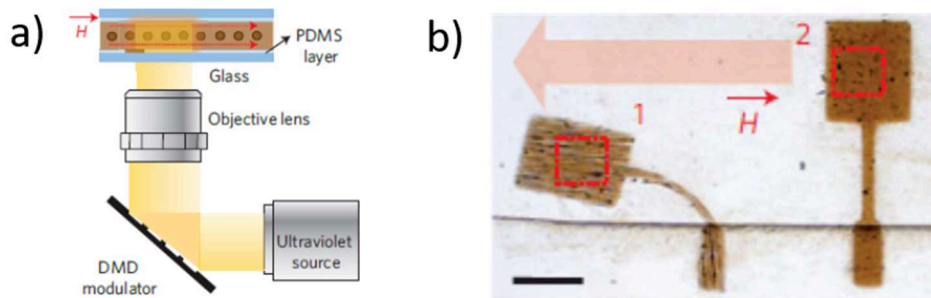 a)
H
PDMS
layer
Glass
Objective lens
Ultraviolet
source
DMD
modulator
b)
2
1
H